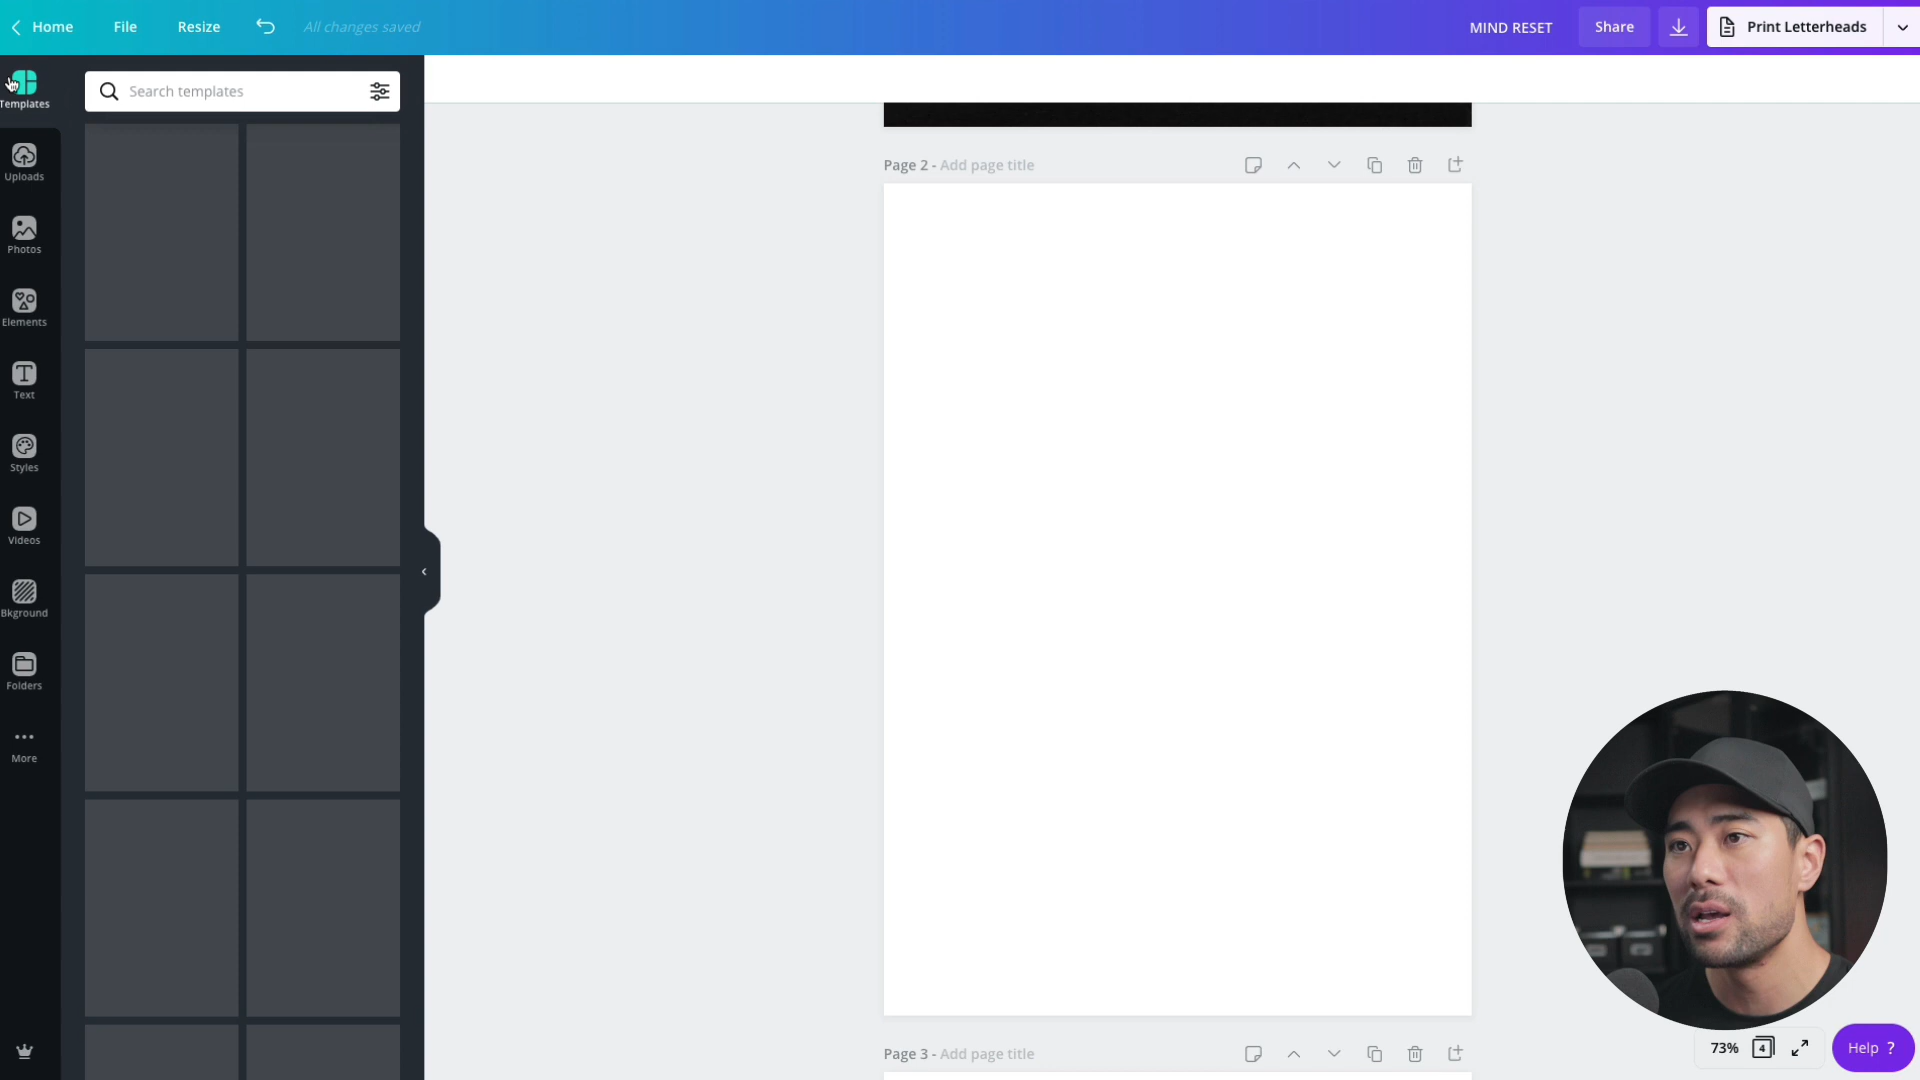 Home File Resize All changes saved MIND RESET Share Print Letterheads
Templates
Search templates
Uploads
Photos
Elements
Text
Styles
Videos
Bkground
Folders
More
Page 2 - Add page title
Page 3 - Add page title
73% 4 Help ?